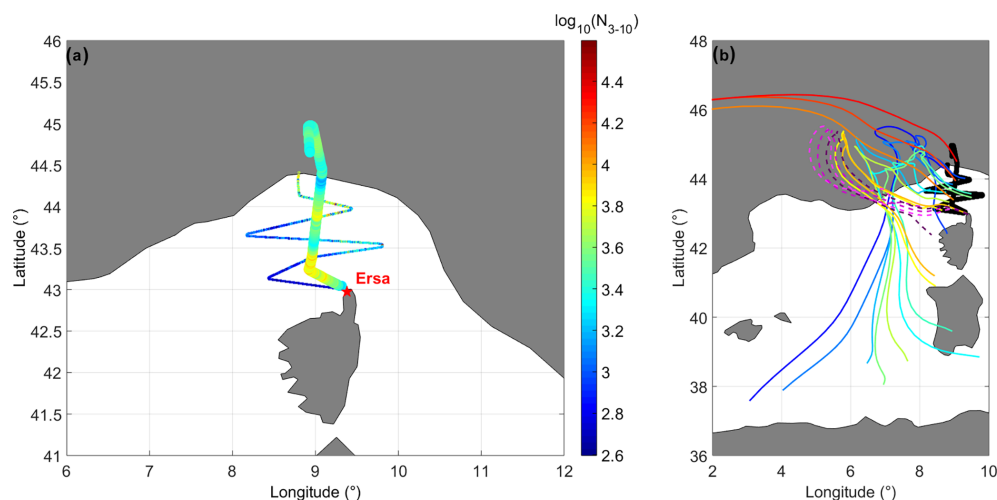 log10(N3-10)
(a)
46
45.5
45
44.5
44
43.5
43
42.5
42
41.5
41
Latitude (°)
6 7 8 9 10 11 12
Longitude (°)
Ersa
4.4
4.2
4.0
3.8
3.6
3.4
3.2
3.0
2.8
2.6
(b)
48
46
44
42
40
38
36
Latitude (°)
2 4 6 8 10
Longitude (°)